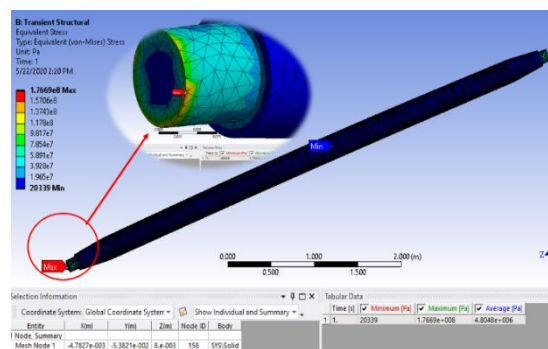 B: Transient Structural
Equivalent Stress
Type: Equivalent (von-Mises) Stress
Unit: Pa
Time: 1
5/22/2020 2:20 PM
1.7669e8 Max
1.5706e8
1.3743e8
1.178e8
9.817e7
7.854e7
5.891e7
3.928e7
1.965e7
20339 Min
Max
Min
Max
0.000
1.000
2.000 (m)
0.500
1.500
Z
Selection Information
Coordinate System: Global Coordinate System
Show Individual and Summary
Entity X(m) Y(m) Z(m) Node ID Body
Node, Summary
Mesh Node 1 -4.7827e-003 -5.3821e-002 8.e-003 158 SYS\Solid
Tabular Data
Time [s] Minimum [Pa] Maximum [Pa] Average [Pa]
1 1. 20339 1.7669e+008 4.8048e+006